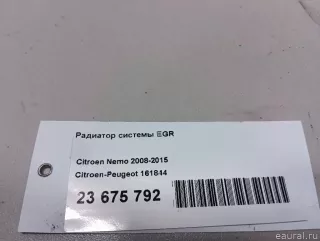 Радиатор системы EGR
Citroen Nemo 2008-2015
Citroen-Peugeot 161844
23 675 792
eaural.ru